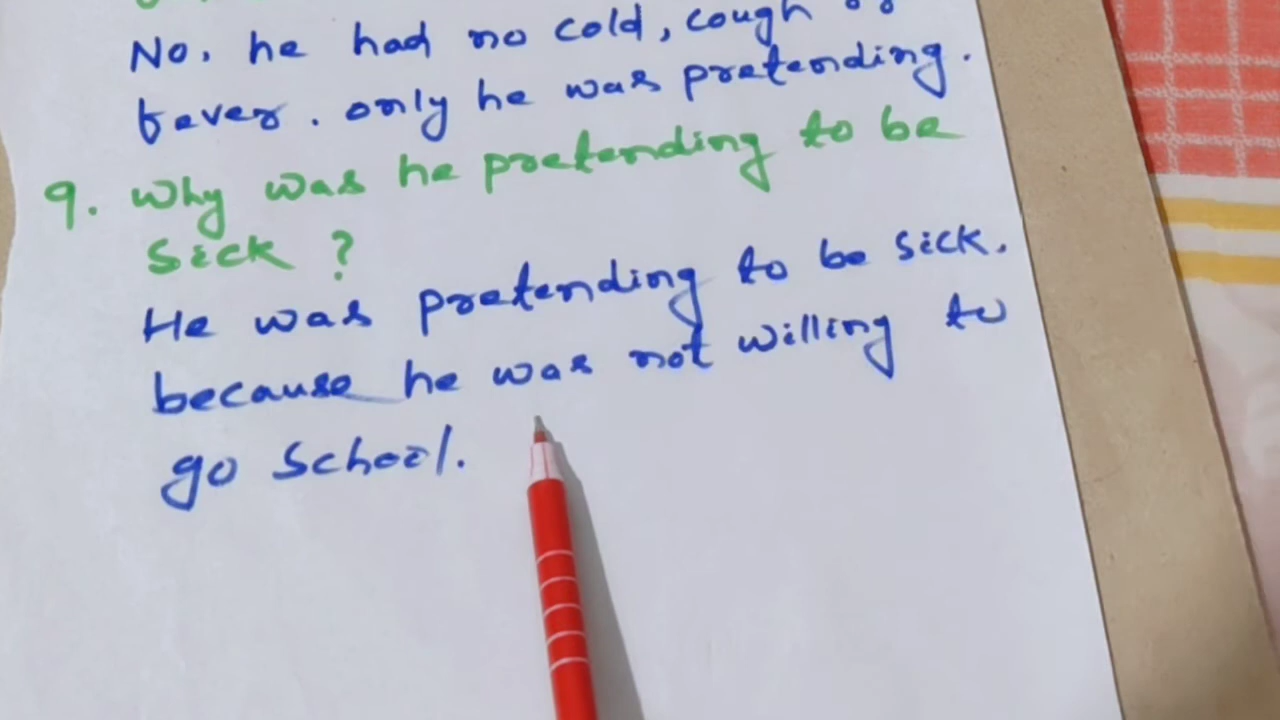 No, he had no cold, cough or
fever. only he was pretending.
9. Why was he pretending to be
Sick ?
He was pretending to be sick.
because he was not willing to
go School.